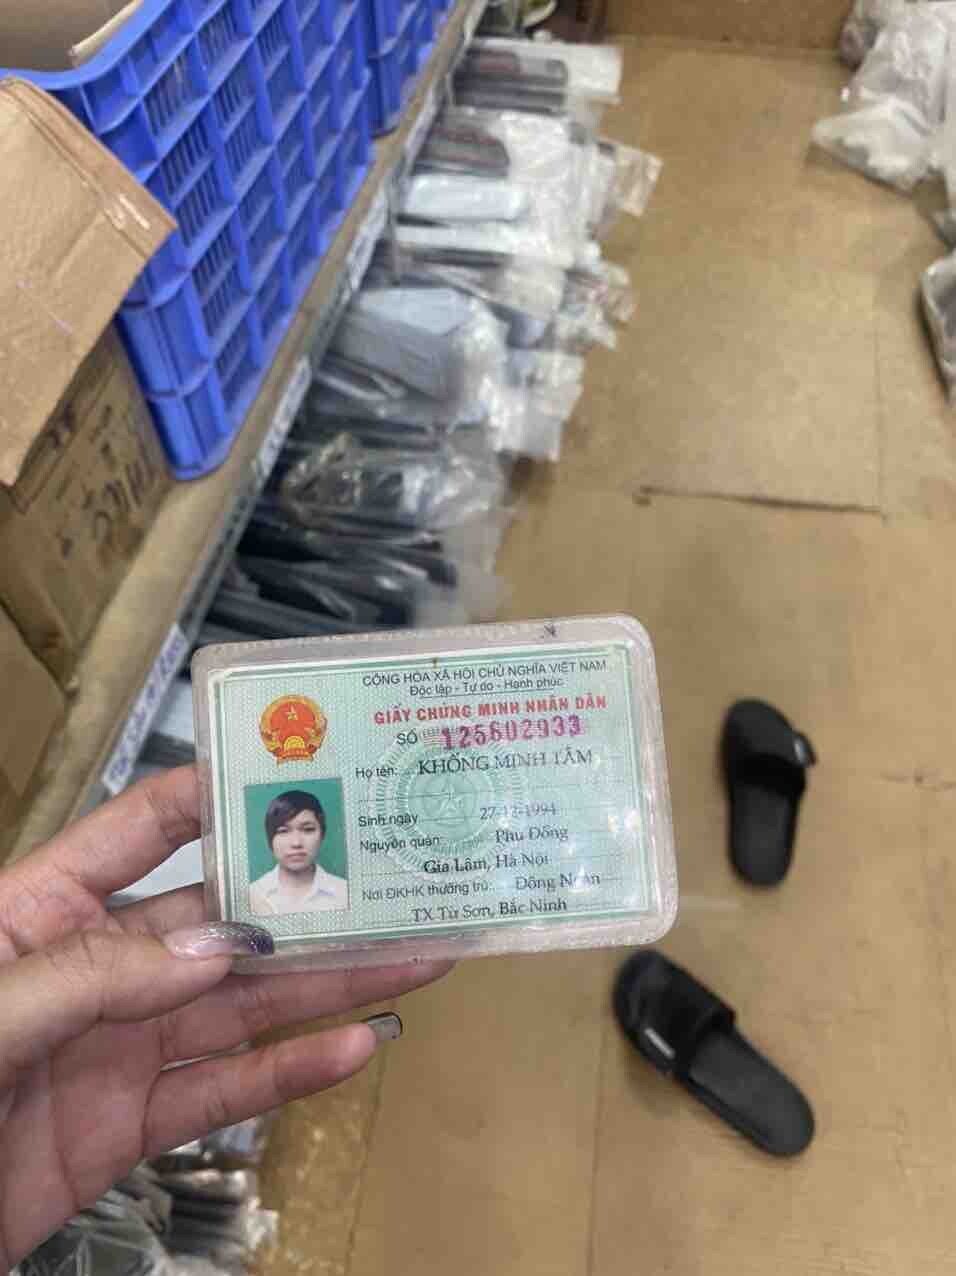 CỘNG HÒA XÃ HỘI CHỦ NGHĨA VIỆT NAM
Độc lập - Tự do - Hạnh phúc
GIẤY CHỨNG MINH NHÂN DÂN
SỐ 125602933
Họ tên: KHỔNG MINH TÂM
Sinh ngày 27-12-1994
Nguyên quán: Phù Đổng
Gia Lâm, Hà Nội
Nơi ĐKHK thường trú: Đông Ngàn
TX Từ Sơn, Bắc Ninh